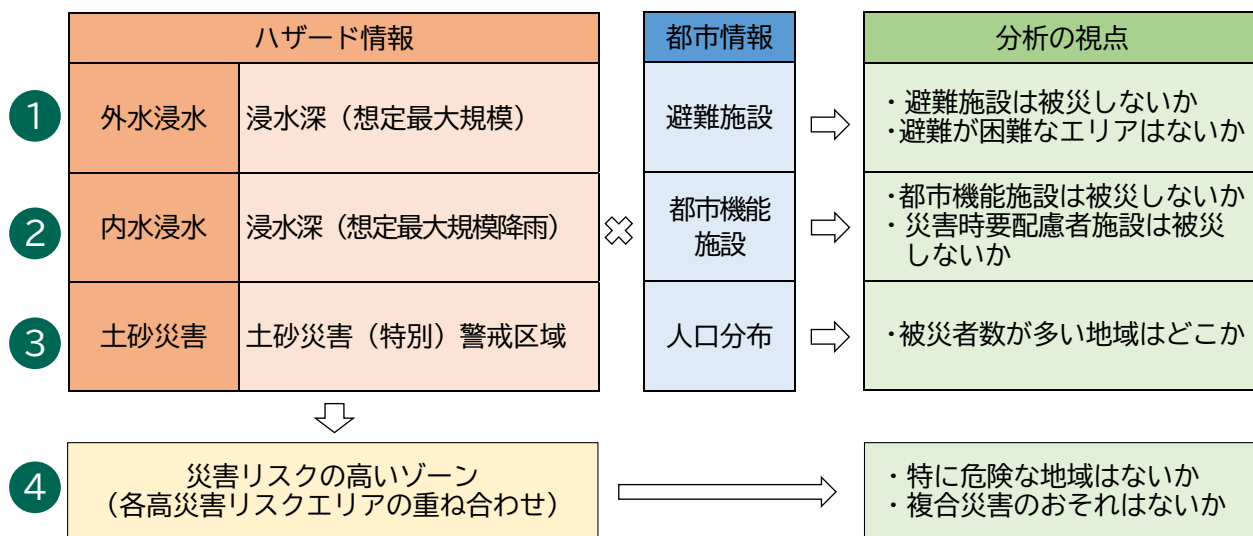 ハザード情報
都市情報
分析の視点
1
外水浸水
浸水深（想定最大規模）
避難施設
・避難施設は被災しないか
・避難が困難なエリアはないか
2
内水浸水
浸水深（想定最大規模降雨）
都市機能
施設
・都市機能施設は被災しないか
・災害時要配慮者施設は被災
しないか
3
土砂災害
土砂災害（特別）警戒区域
人口分布
・被災者数が多い地域はどこか
4
災害リスクの高いゾーン
（各高災害リスクエリアの重ね合わせ）
・特に危険な地域はないか
・複合災害のおそれはないか